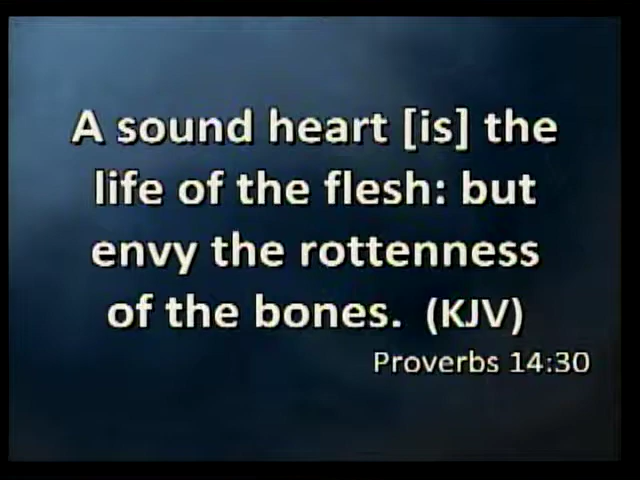 A sound heart [is] the
life of the flesh: but
envy the rottenness
of the bones. (KJV)
Proverbs 14:30